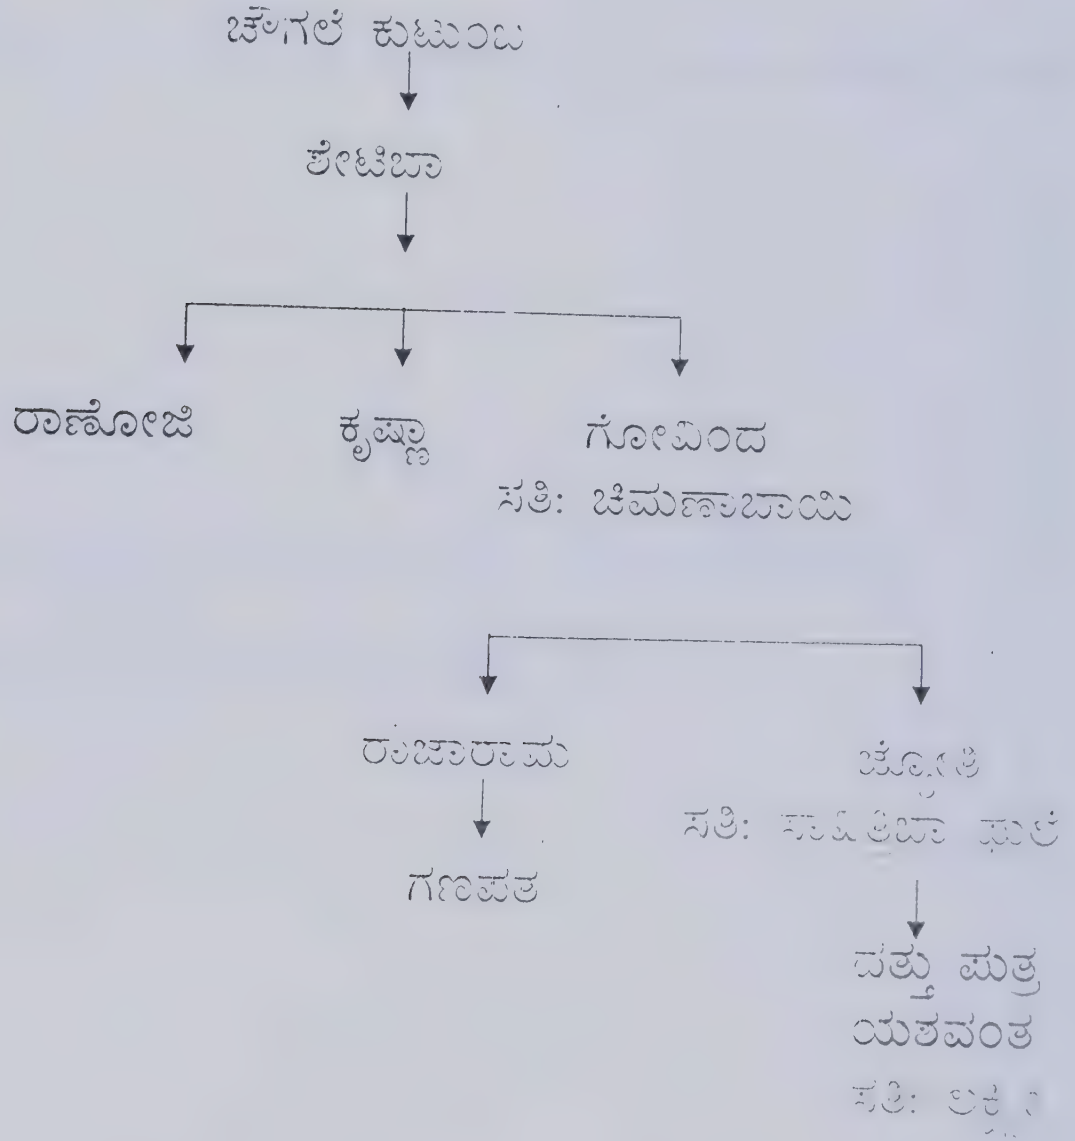 ಚೌಗಲೆ ಕುಟುಂಬ
ಶೇಟಿಬಾ
ರಾಣೋಜಿ ಕೃಷ್ಣಾ ಗೋವಿಂದ
ಸತಿ: ಚಿಮಣಾಬಾಯಿ
ರಾಜಾರಾಮ ಜ್ಯೋತಿ
ಸತಿ: ಫುಲೆ
ಗಣಪತ
ದತ್ತು ಪುತ್ರ
ಯಶವಂತ
ಸತಿ: